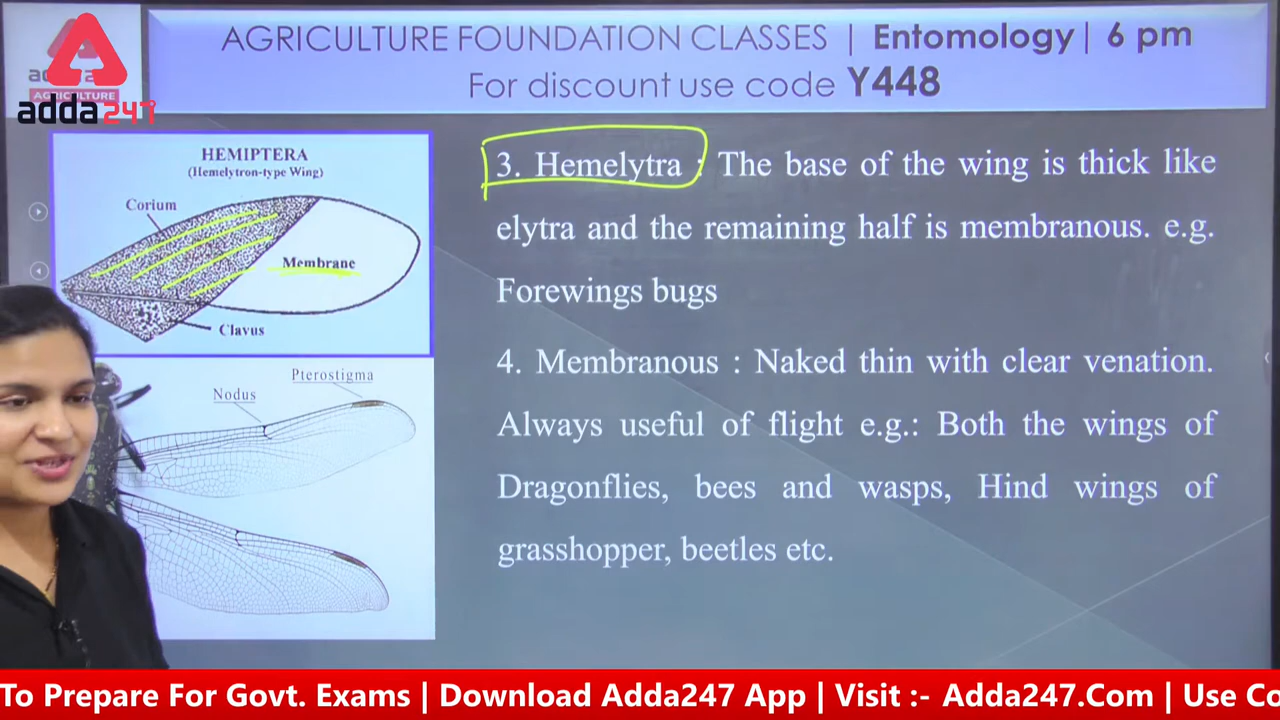 AGRICULTURE FOUNDATION CLASSES | Entomology| 6 pm
For discount use code Y448
AGRICULTURE
adda247
HEMIPTERA
(Hemelytron-type Wing)
Corium
Membrane
Clavus
Pterostigma
Nodus
3. Hemelytra : The base of the wing is thick like
elytra and the remaining half is membranous. e.g.
Forewings bugs
4. Membranous : Naked thin with clear venation.
Always useful of flight e.g.: Both the wings of
Dragonflies, bees and wasps, Hind wings of
grasshopper, beetles etc.
To Prepare For Govt. Exams | Download Adda247 App | Visit :- Adda247.Com | Use Co